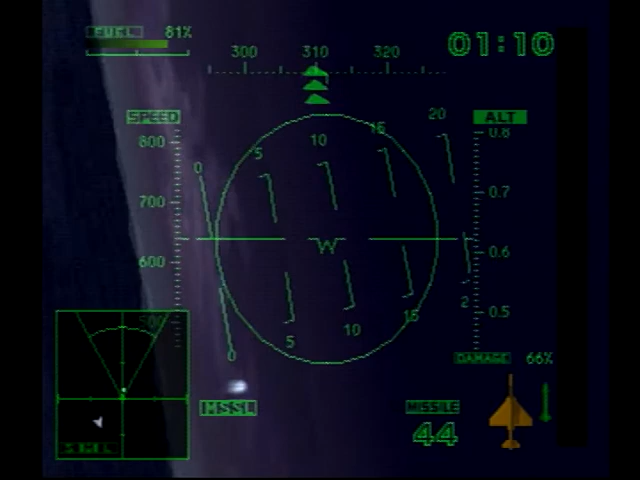 FUEL 81%
300 310 320
01:10
SPEED
ALT
800
700
600
500
0.8
0.7
0.6
0.5
0 5 10 15 20
0 5 10 15
DAMAGE 66%
MSSL
MISSILE
44